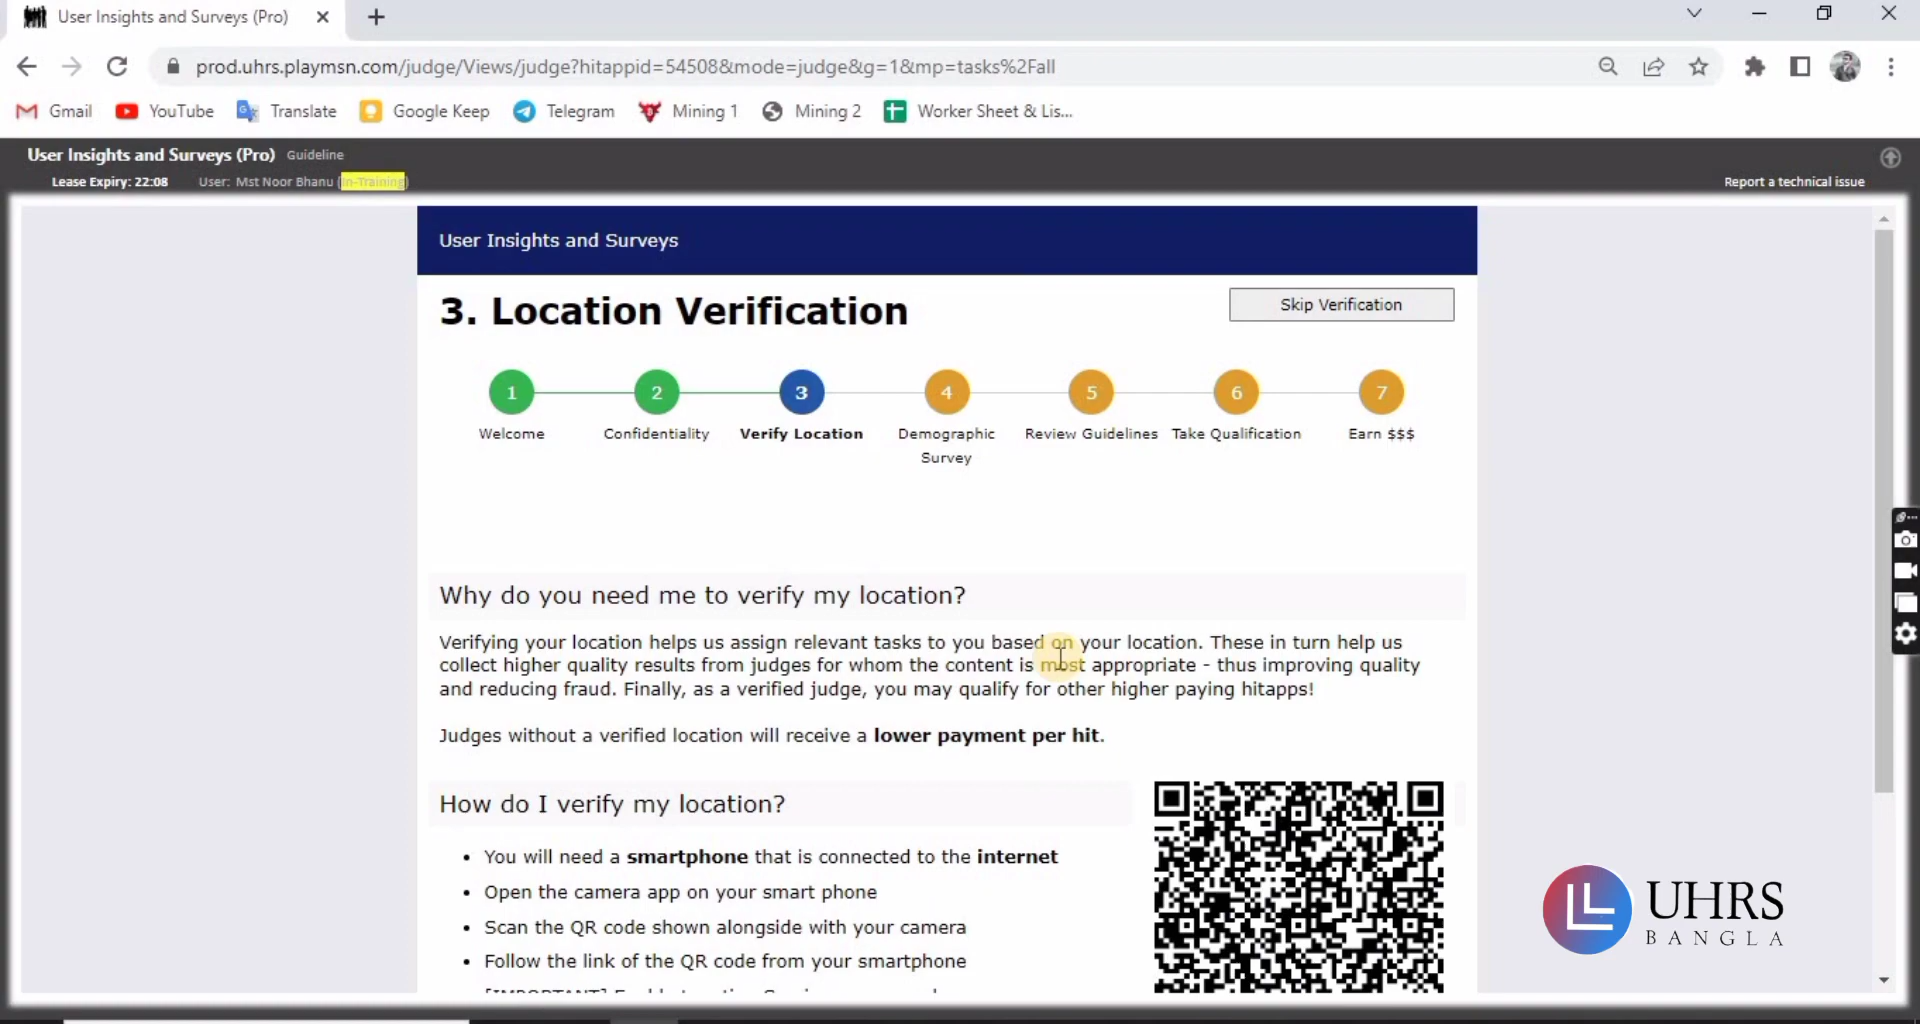 User Insights and Surveys (Pro)
prod.uhrs.playmsn.com/judge/Views/judge?hitappid=54508&mode=judge&g=1&mp=tasks%2Fall
Gmail YouTube Translate Google Keep Telegram Mining 1 Mining 2 Worker Sheet & Lis...
User Insights and Surveys (Pro) Guideline
Lease Expiry: 22:08 User: Mst Noor Bhanu (In-Training)
Report a technical issue
User Insights and Surveys
3. Location Verification
Skip Verification
1 2 3 4 5 6 7
Welcome Confidentiality Verify Location Demographic Review Guidelines Take Qualification Earn $$$
Survey
Why do you need me to verify my location?
Verifying your location helps us assign relevant tasks to you based on your location. These in turn help us
collect higher quality results from judges for whom the content is most appropriate - thus improving quality
and reducing fraud. Finally, as a verified judge, you may qualify for other higher paying hitapps!
Judges without a verified location will receive a lower payment per hit.
How do I verify my location?
• You will need a smartphone that is connected to the internet
• Open the camera app on your smart phone
• Scan the QR code shown alongside with your camera
• Follow the link of the QR code from your smartphone
UHRS
BANGLA